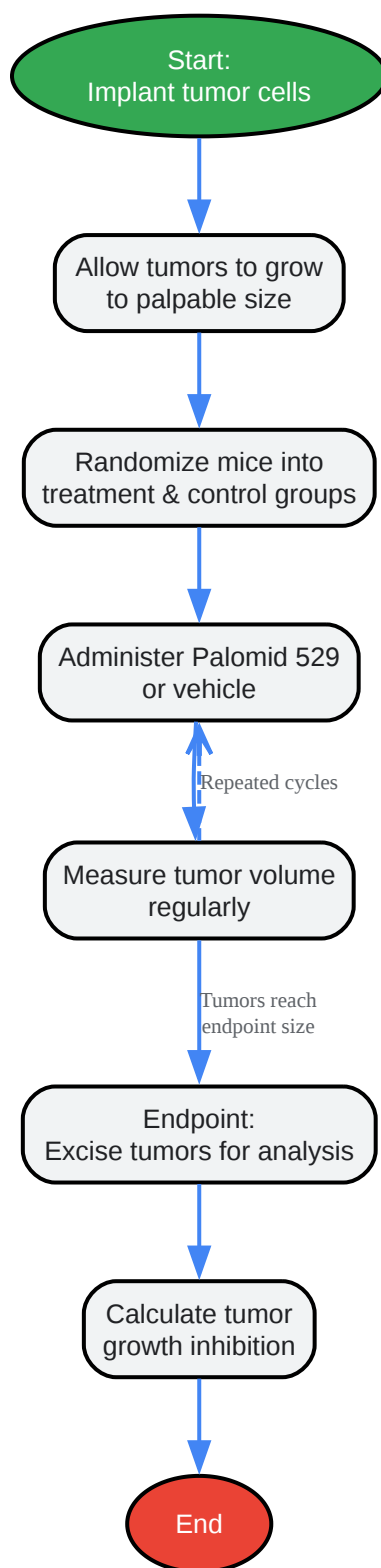 Start:
Implant tumor cells
Allow tumors to grow
to palpable size
Randomize mice into
treatment & control groups
Administer Palomid 529
or vehicle
Repeated cycles
Measure tumor volume
regularly
Tumors reach
endpoint size
Endpoint:
Excise tumors for analysis
Calculate tumor
growth inhibition
End